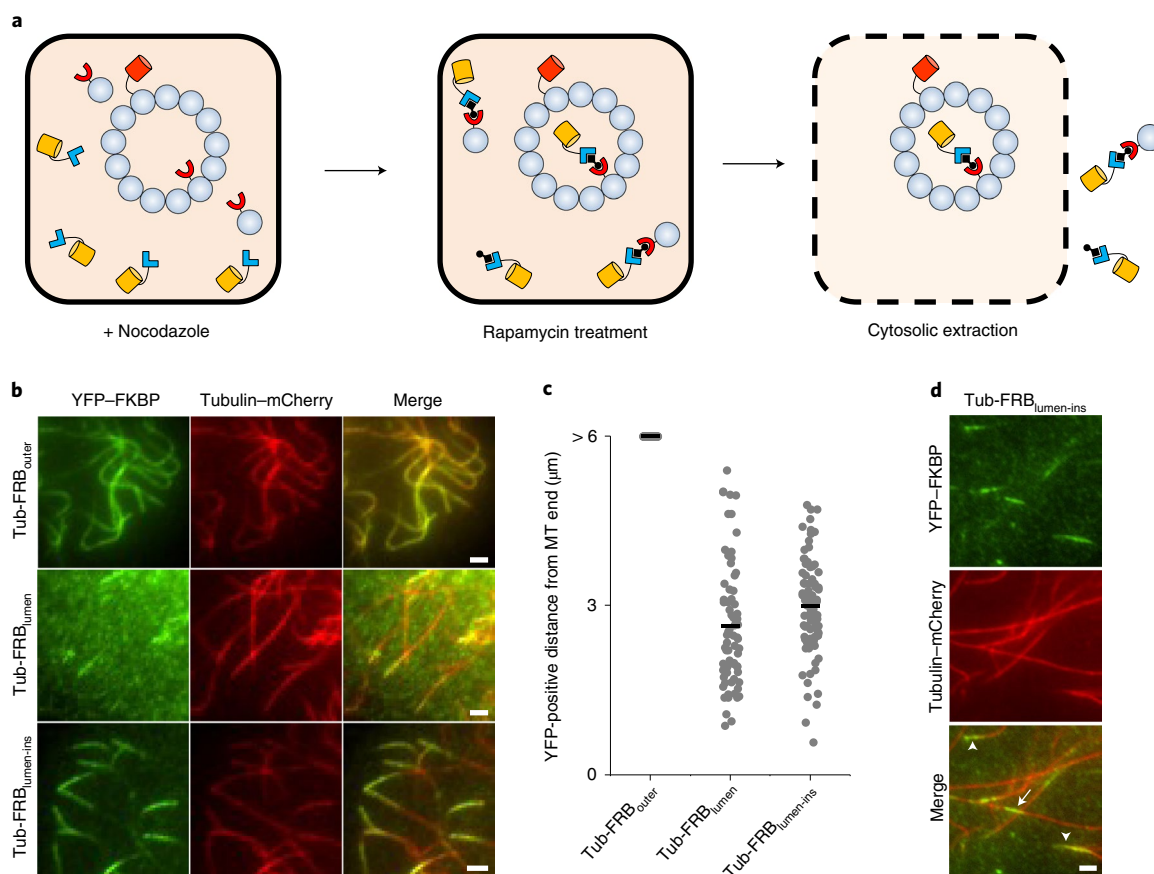 a
+ Nocodazole
Rapamycin treatment
Cytosolic extraction
b
YFP–FKBP
Tubulin–mCherry
Merge
Tub-FRBouter
Tub-FRBlumen
Tub-FRBlumen-ins
c
YFP-positive distance from MT end (μm)
> 6
3
0
Tub-FRBouter
Tub-FRBlumen
Tub-FRBlumen-ins
d
Tub-FRBlumen-ins
YFP–FKBP
Tubulin–mCherry
Merge